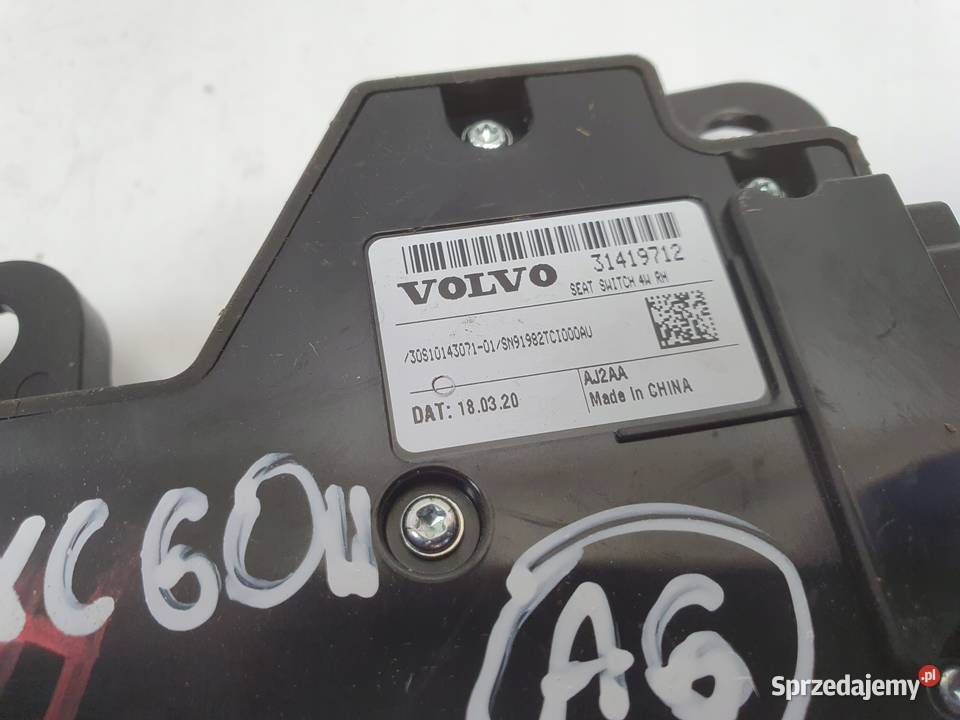 31419712
VOLVO
SEAT SWITCH 4W RH
/30S10143071-01/SN91982TCI000AU
AJ2AA
DAT: 18.03.20
Made in CHINA
XC60II
A6
Sprzedajemy.pl